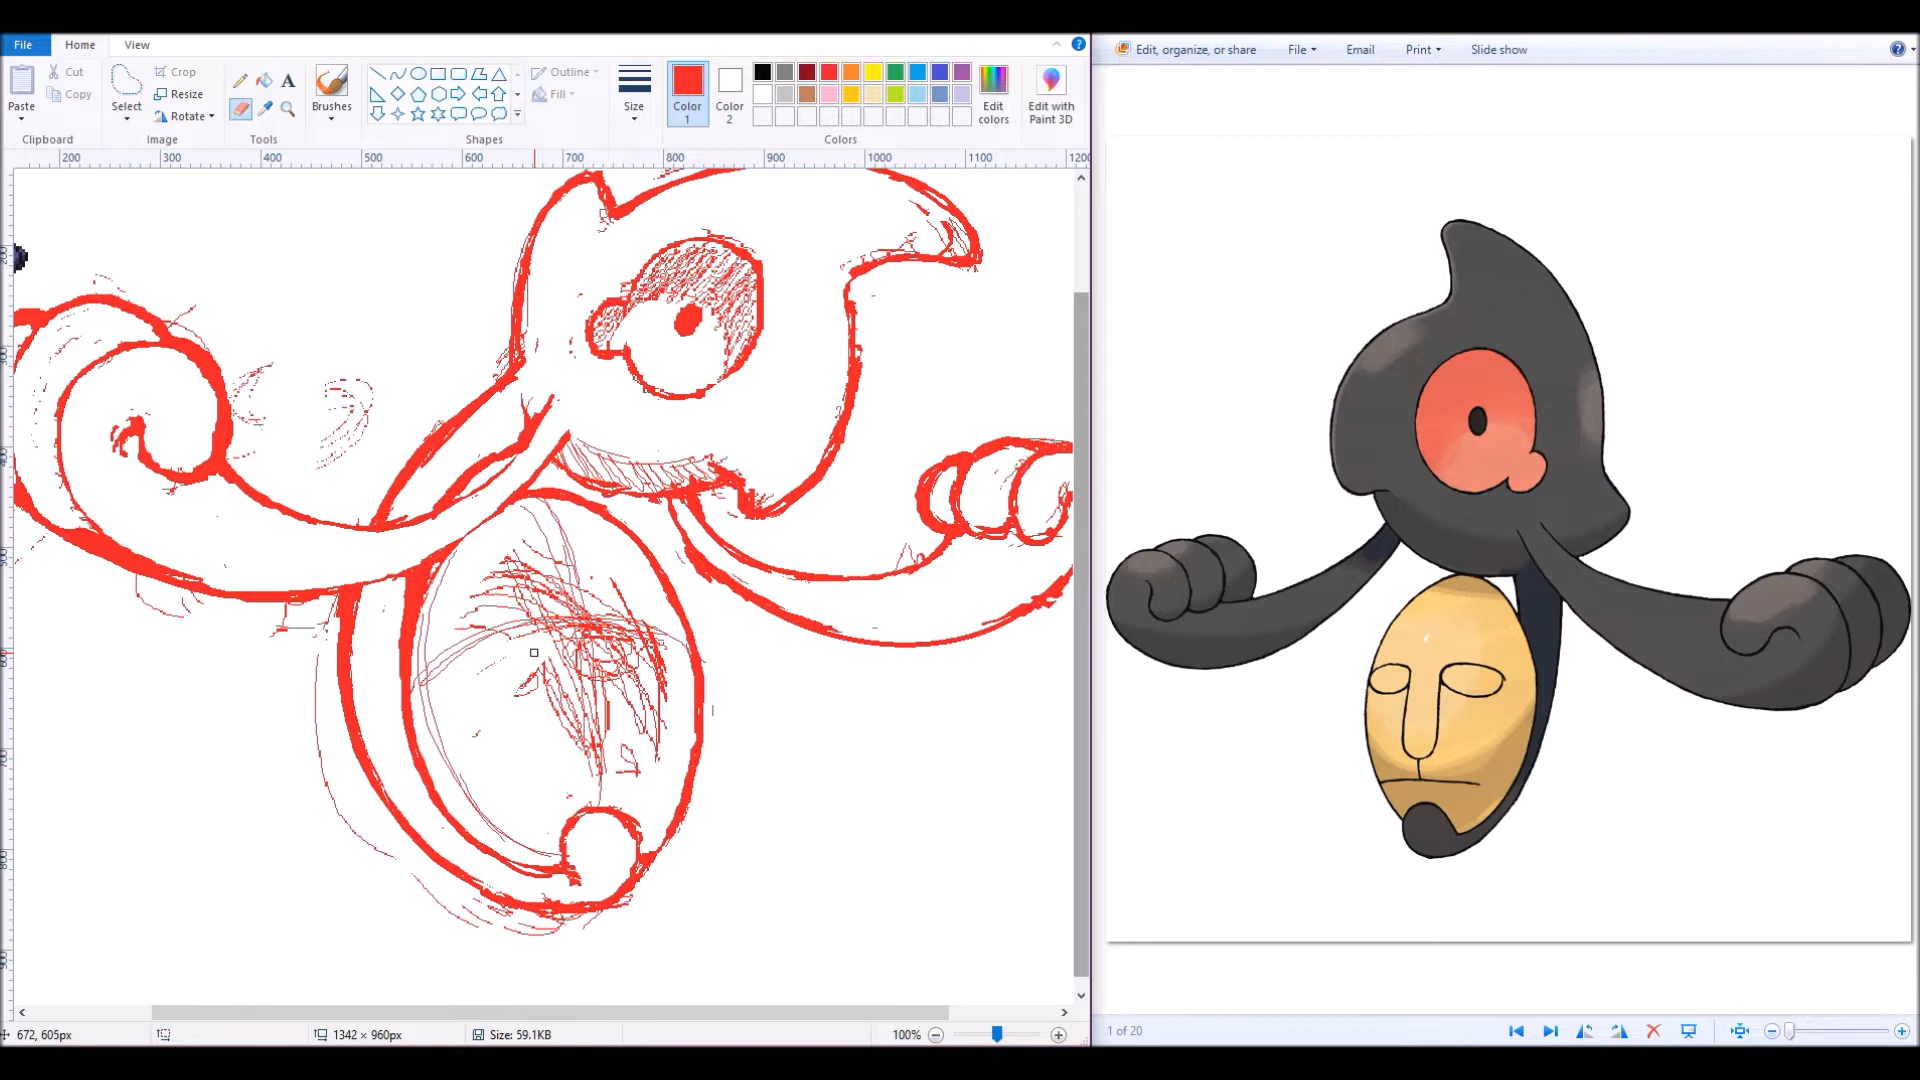 File Home View
Edit, organize, or share File Email Print Slide show
Paste Cut Copy
Select Crop Resize Rotate
A
Brushes
Outline Fill
Size
Color 1 Color 2
Edit colors
Edit with Paint 3D
Clipboard Image Tools Shapes Colors
200 300 400 500 600 700 800 900 1000 1100 1200
672, 605px 1342 × 960px Size: 59.1KB 100%
1 of 20